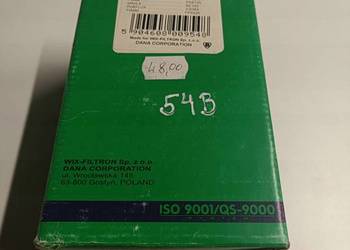 5 904608 009548
Made for WIX-FILTRON Sp. z o.o.
DANA CORPORATION
48,00
54B
WIX-FILTRON Sp. z o.o.
DANA CORPORATION
ul. Wrocławska 145
63-800 Gostyń, POLAND
ISO 9001/QS-9000